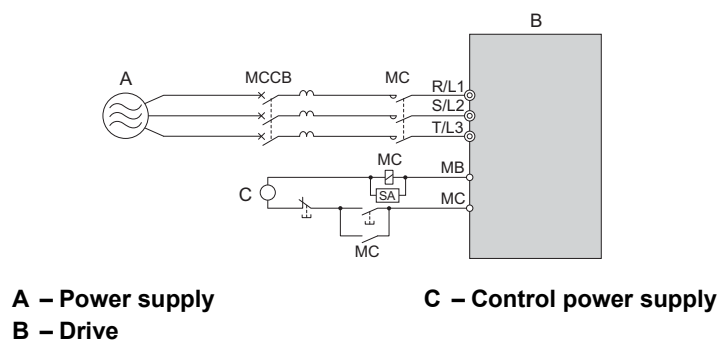 B
A
MCCB
MC
R/L1
S/L2
T/L3
MC
MB
C
SA
MC
MC
A – Power supply
C – Control power supply
B – Drive